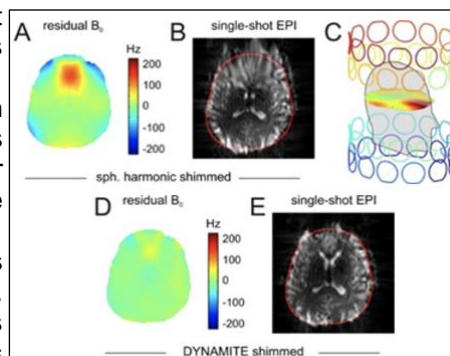 A residual B₀
B single-shot EPI
C
Hz
200
100
0
-100
-200
sph. harmonic shimmed
D residual B₀
E single-shot EPI
Hz
200
100
0
-100
-200
DYNAMITE shimmed